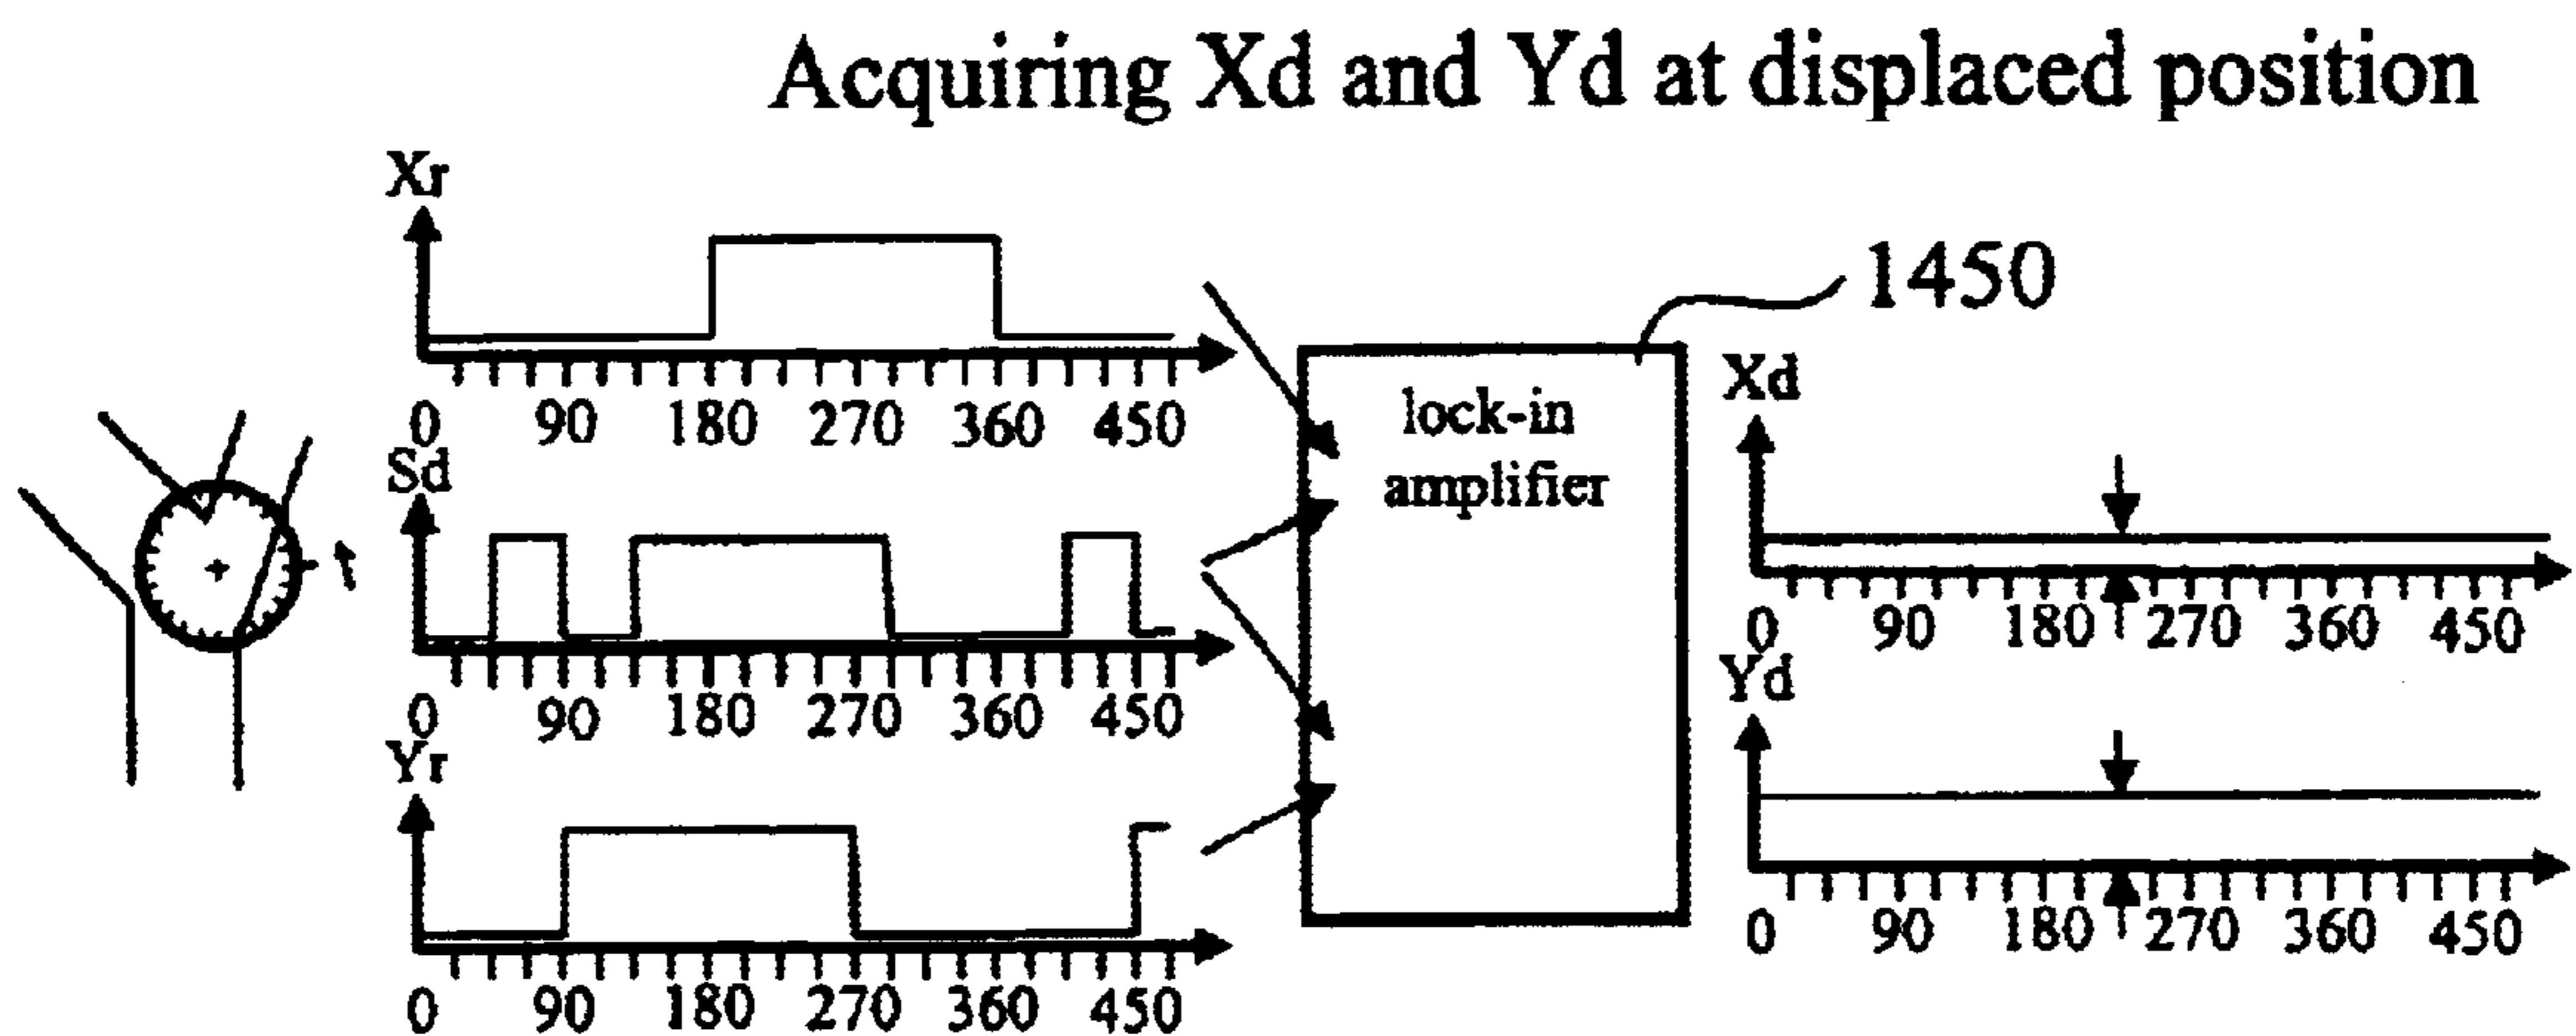 Acquiring Xd and Yd at displaced position
Xr
0 90 180 270 360 450
Sd
0 90 180 270 360 450
Yr
0 90 180 270 360 450
lock-in
amplifier
1450
Xd
0 90 180 270 360 450
Yd
0 90 180 270 360 450